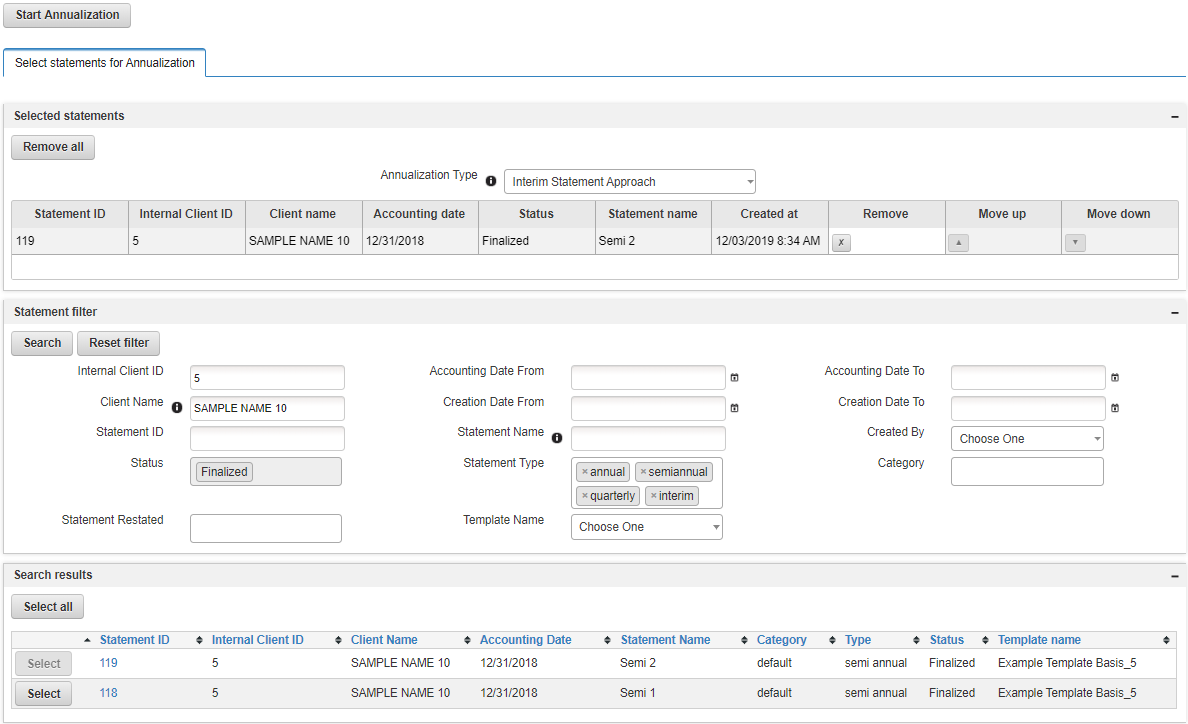 Start Annualization
Select statements for Annualization
Selected statements
Remove all
Annualization Type Interim Statement Approach
Statement ID Internal Client ID Client name Accounting date Status Statement name Created at Remove Move up Move down
119 5 SAMPLE NAME 10 12/31/2018 Finalized Semi 2 12/03/2019 8:34 AM x
Statement filter
Search Reset filter
Internal Client ID 5 Accounting Date From Accounting Date To
Client Name SAMPLE NAME 10 Creation Date From Creation Date To
Statement ID Statement Name Created By Choose One
Status Finalized Statement Type ×annual ×semiannual Category
×quarterly ×interim
Statement Restated Template Name Choose One
Search results
Select all
Statement ID Internal Client ID Client Name Accounting Date Statement Name Category Type Status Template name
Select 119 5 SAMPLE NAME 10 12/31/2018 Semi 2 default semi annual Finalized Example Template Basis_5
Select 118 5 SAMPLE NAME 10 12/31/2018 Semi 1 default semi annual Finalized Example Template Basis_5